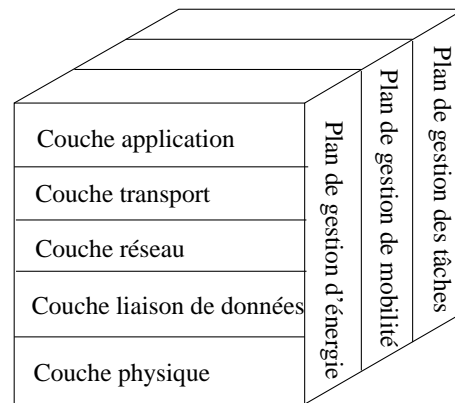 Couche application
Couche transport
Couche réseau
Couche liaison de données
Couche physique
Plan de gestion d'énergie
Plan de gestion de mobilité
Plan de gestion des tâches